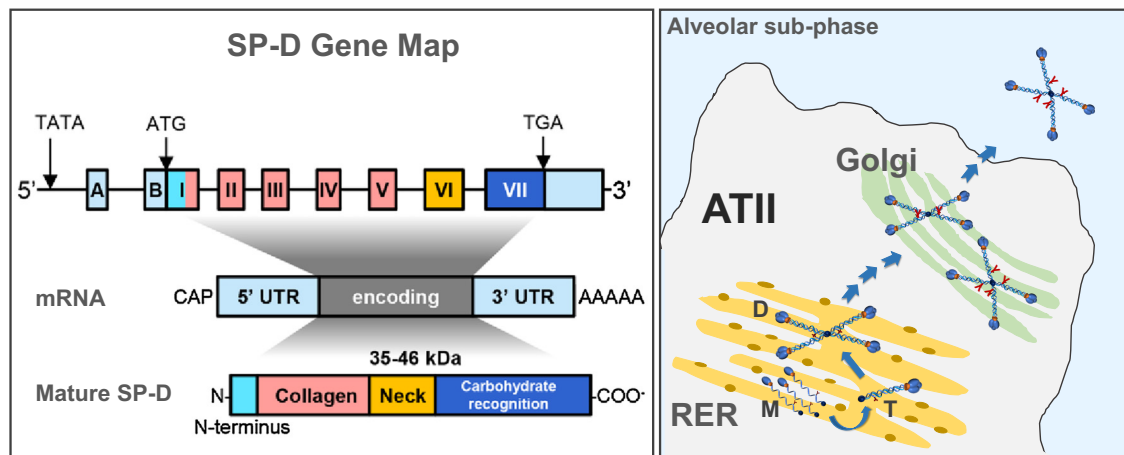 SP-D Gene Map
TATA
ATG
TGA
5'
A
B
I
II
III
IV
V
VI
VII
3'
mRNA
CAP
5' UTR
encoding
3' UTR
AAAAA
35-46 kDa
Mature SP-D
N-
Collagen
Neck
Carbohydrate
recognition
-COO-
N-terminus
Alveolar sub-phase
Golgi
ATII
D
M
T
RER